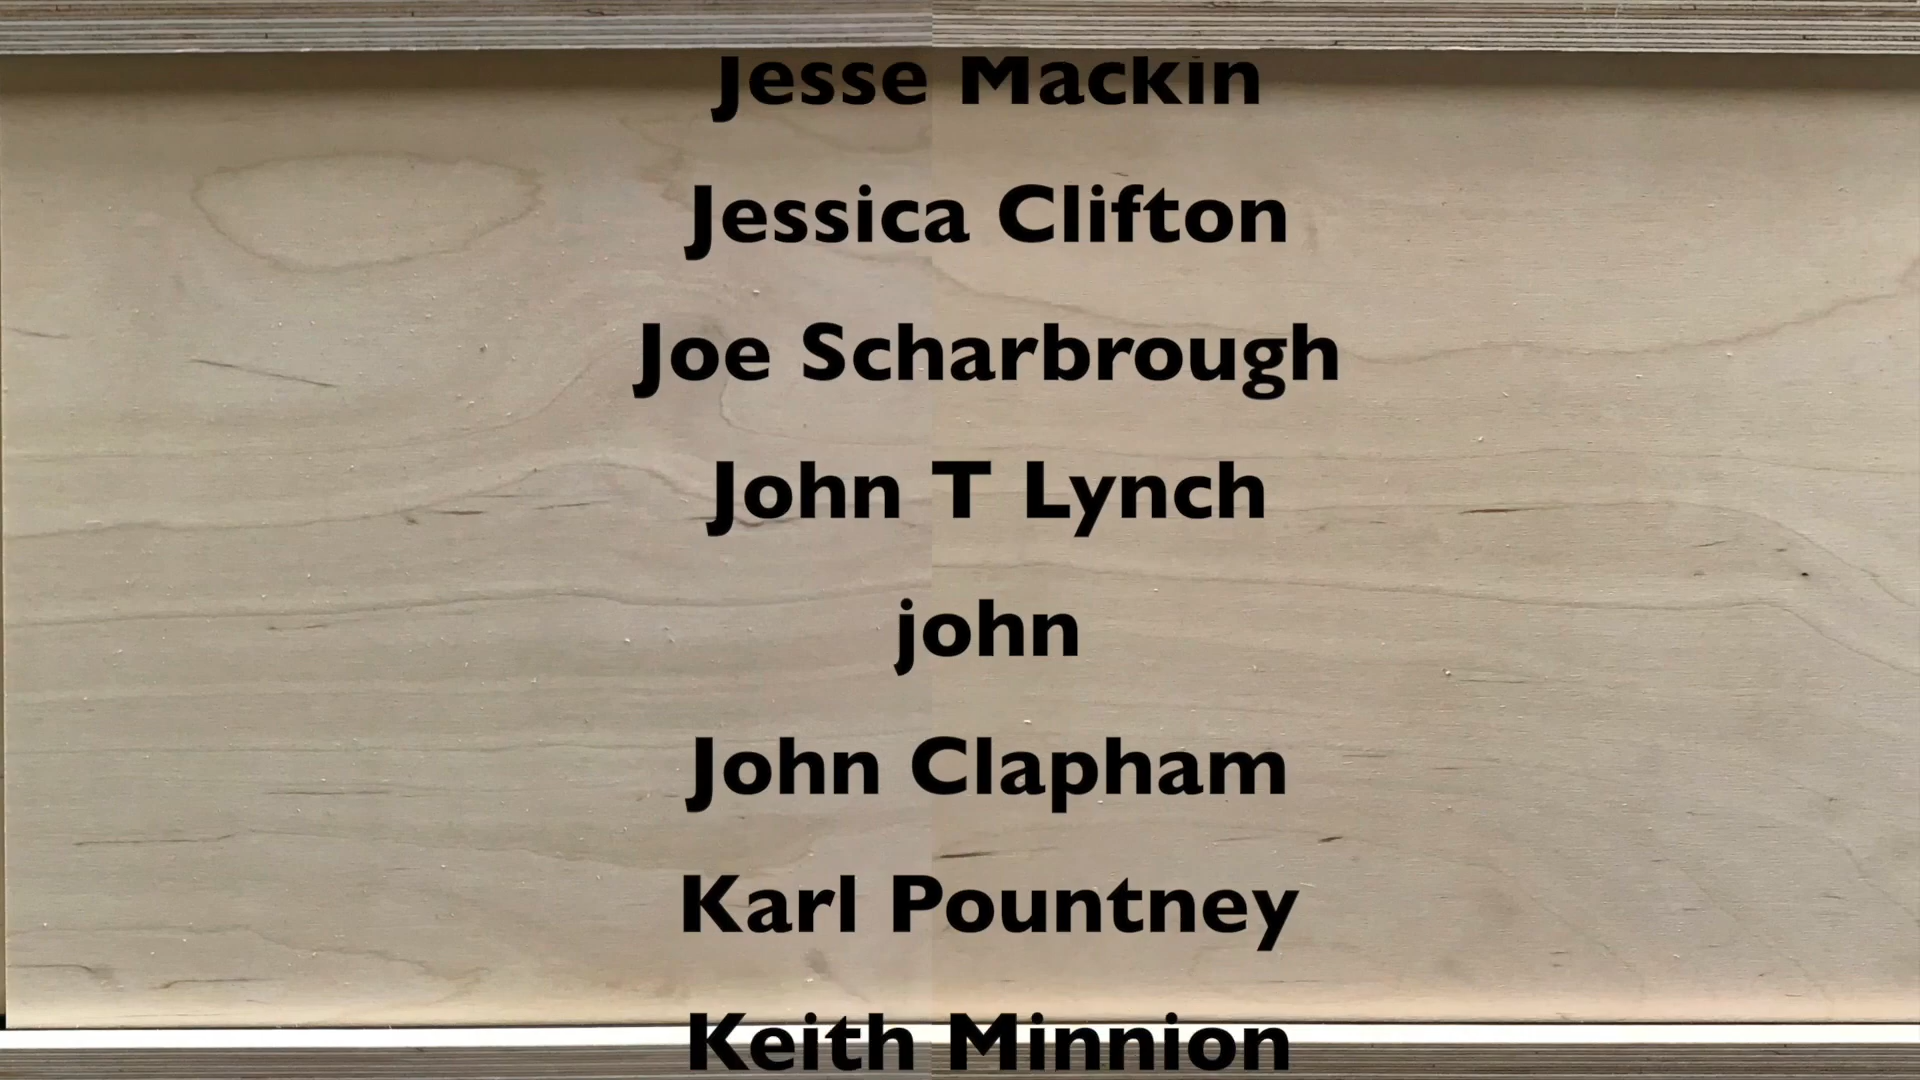 Jesse Mackin
Jessica Clifton
Joe Scharbrough
John T Lynch
john
John Clapham
Karl Pountney
Keith Minnion